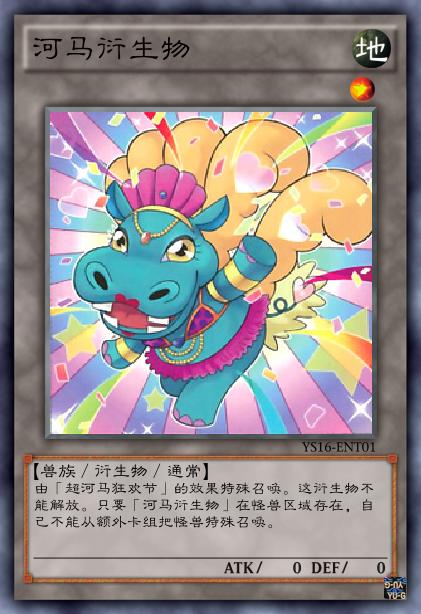 河马衍生物
地
YS16-ENT01
【兽族／衍生物／通常】
由「超河马狂欢节」的效果特殊召唤。这衍生物不
能解放。只要「河马衍生物」在怪兽区域存在，自
己不能从额外卡组把怪兽特殊召唤。
ATK／ 0 DEF／ 0